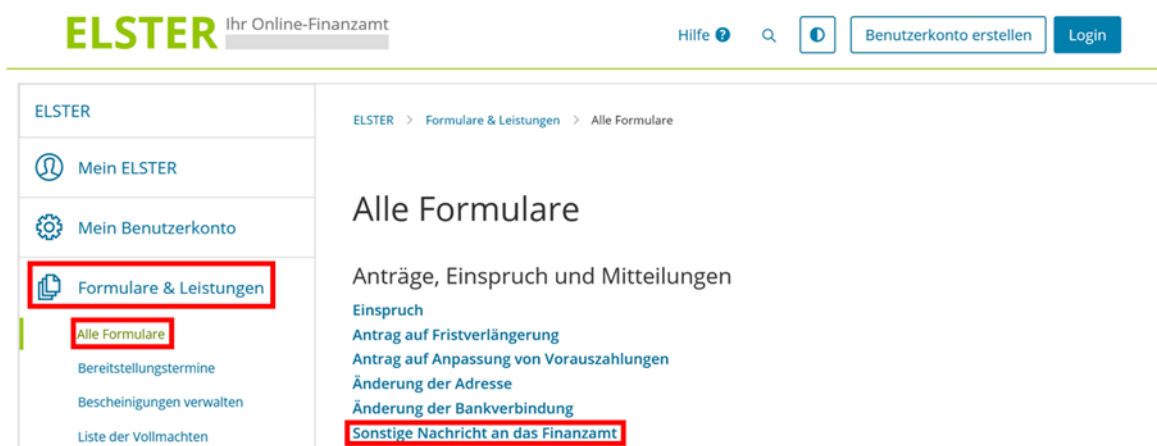 ELSTER Ihr Online-Finanzamt
Hilfe ?
Benutzerkonto erstellen
Login
ELSTER
Mein ELSTER
Mein Benutzerkonto
Formulare & Leistungen
Alle Formulare
Bereitstellungstermine
Bescheinigungen verwalten
Liste der Vollmachten
ELSTER > Formulare & Leistungen > Alle Formulare
Alle Formulare
Anträge, Einspruch und Mitteilungen
Einspruch
Antrag auf Fristverlängerung
Antrag auf Anpassung von Vorauszahlungen
Änderung der Adresse
Änderung der Bankverbindung
Sonstige Nachricht an das Finanzamt